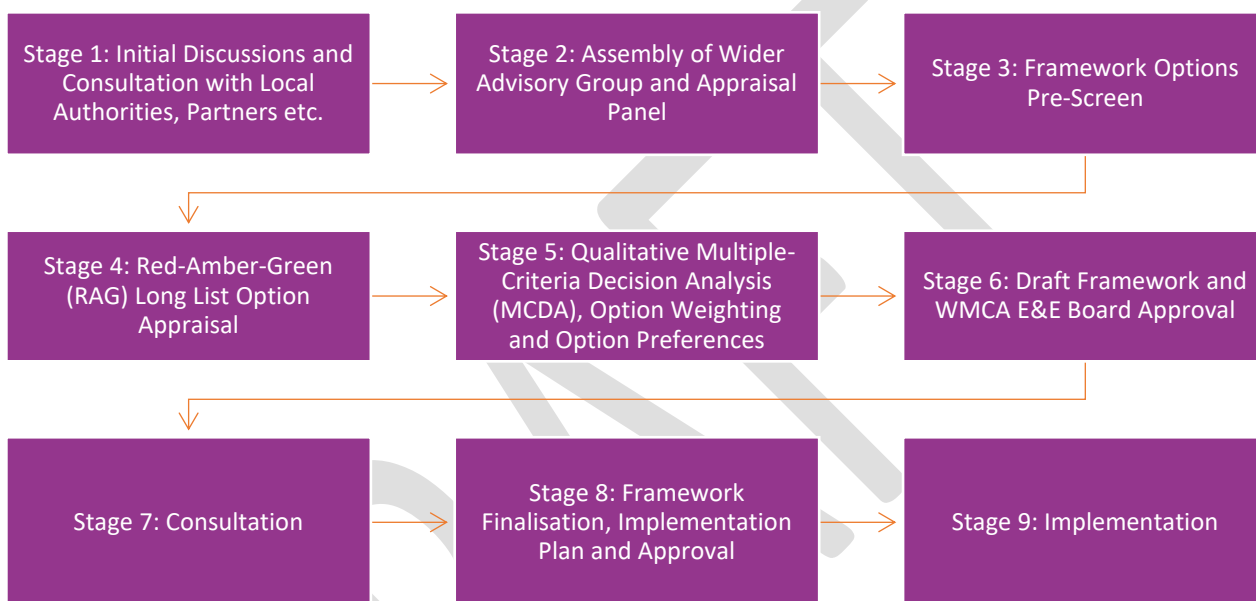 Stage 1: Initial Discussions and
Consultation with Local
Authorities, Partners etc.
Stage 2: Assembly of Wider
Advisory Group and Appraisal
Panel
Stage 3: Framework Options
Pre-Screen
Stage 4: Red-Amber-Green
(RAG) Long List Option
Appraisal
Stage 5: Qualitative Multiple-
Criteria Decision Analysis
(MCDA), Option Weighting
and Option Preferences
Stage 6: Draft Framework and
WMCA E&E Board Approval
Stage 7: Consultation
Stage 8: Framework
Finalisation, Implementation
Plan and Approval
Stage 9: Implementation